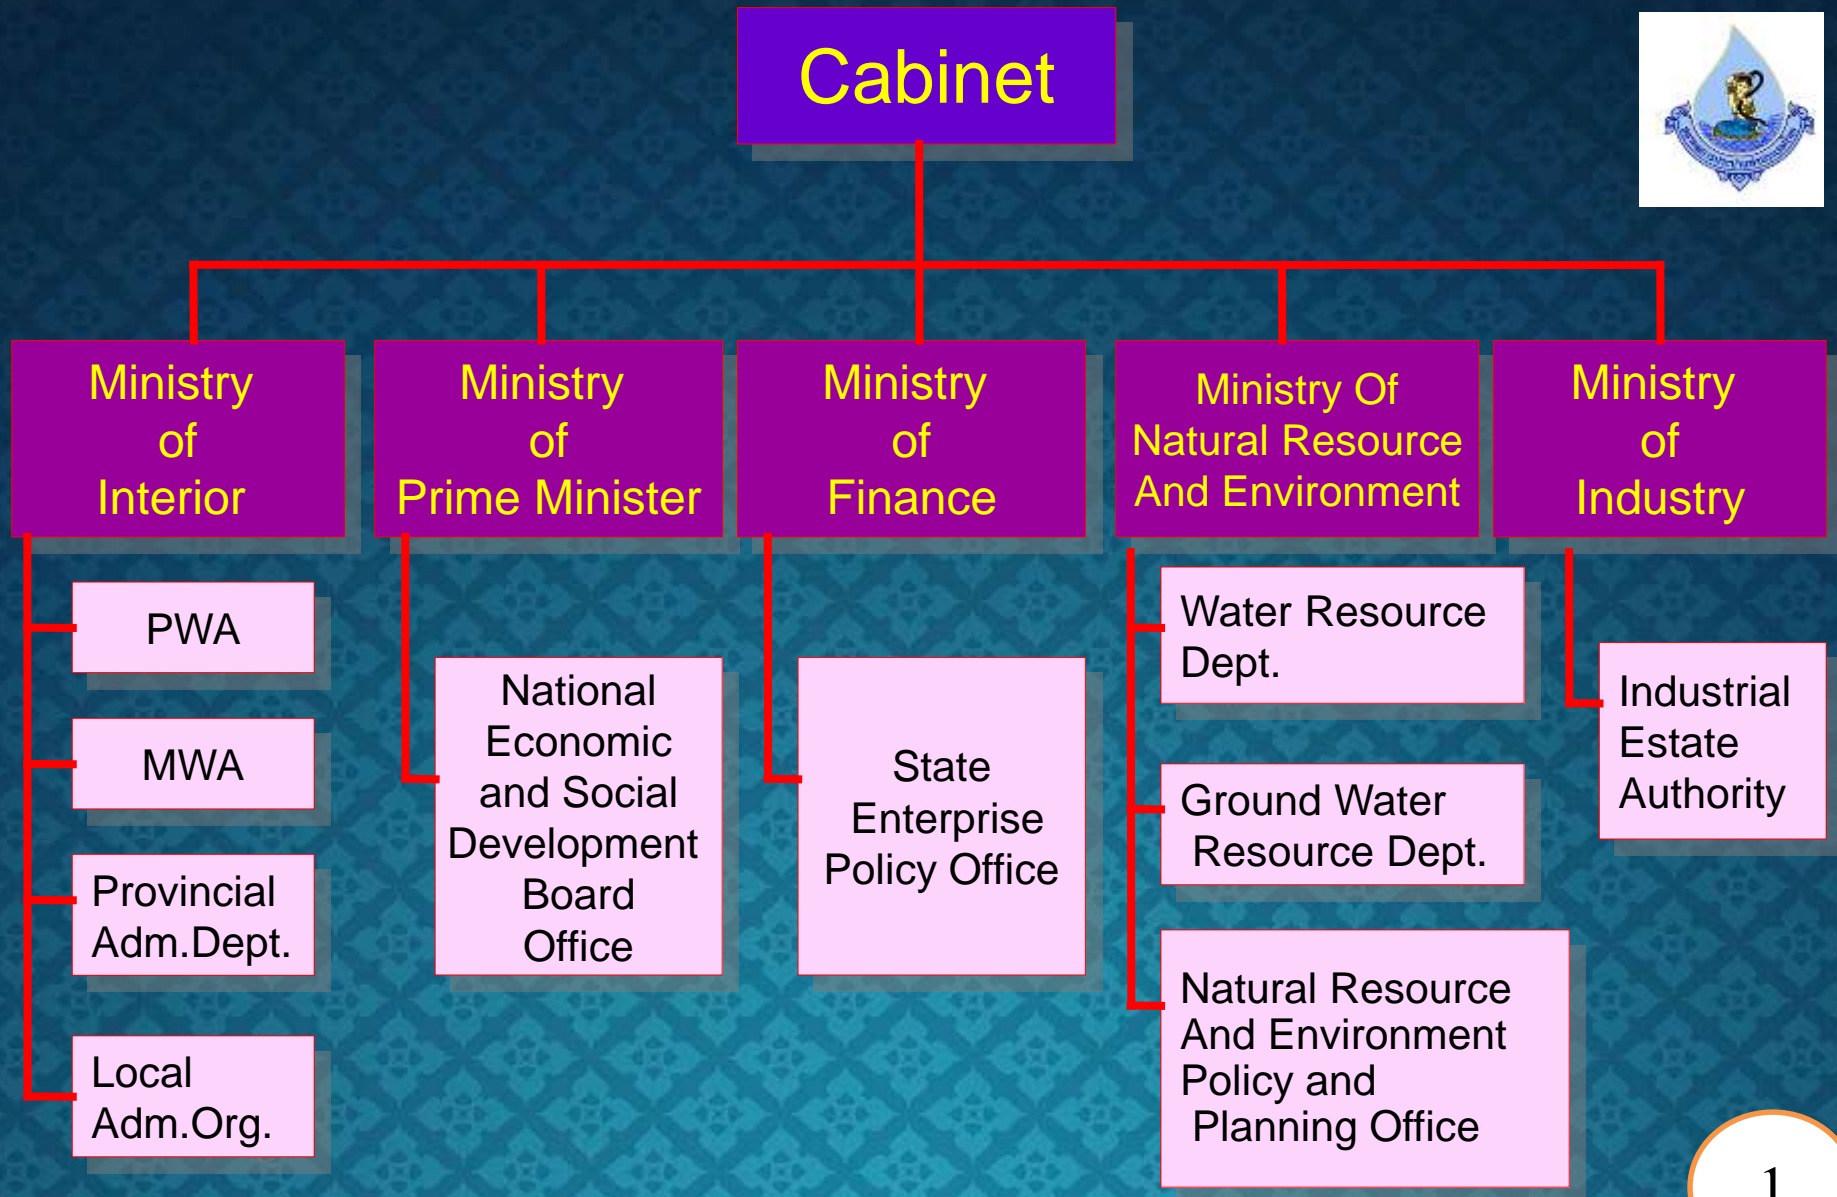 Cabinet
Ministry
of
Interior
Ministry
of
Prime Minister
Ministry
of
Finance
Ministry Of
Natural Resource
And Environment
Ministry
of
Industry
PWA
MWA
Provincial
Adm.Dept.
Local
Adm.Org.
National
Economic
and Social
Development
Board
Office
State
Enterprise
Policy Office
Water Resource
Dept.
Ground Water
Resource Dept.
Natural Resource
And Environment
Policy and
Planning Office
Industrial
Estate
Authority
1